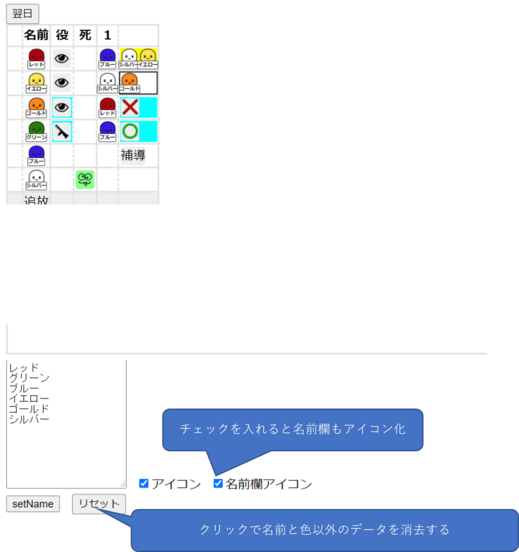 翌日
名前 役 死 1
レッド ブルー シルバー イエロー
イエロー シルバー ゴールド
ゴールド レッド
グリーン ブルー
ブルー 補導
シルバー
追放
レッド
グリーン
ブルー
イエロー
ゴールド
シルバー
チェックを入れると名前欄もアイコン化
アイコン 名前欄アイコン
setName リセット
クリックで名前と色以外のデータを消去する